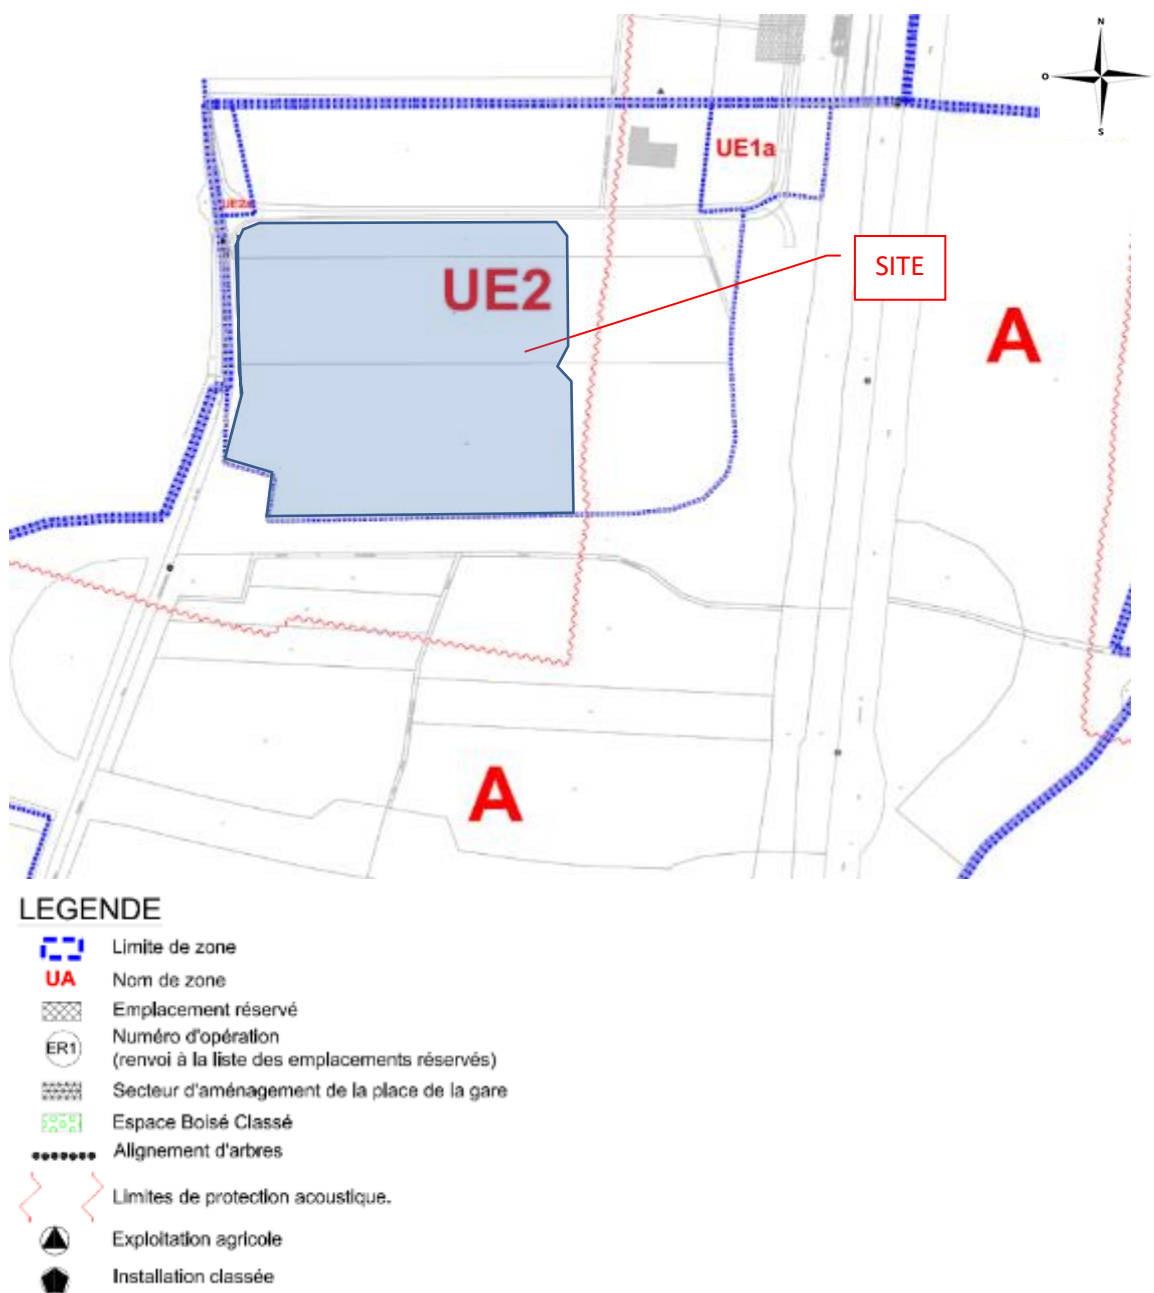 N
O
S
UE1a
UE2
SITE
A
A
LEGENDE
Limite de zone
UA Nom de zone
Emplacement réservé
ER1 Numéro d'opération
(renvoi à la liste des emplacements réservés)
Secteur d'aménagement de la place de la gare
Espace Boisé Classé
Alignement d'arbres
Limites de protection acoustique.
Exploitation agricole
Installation classée